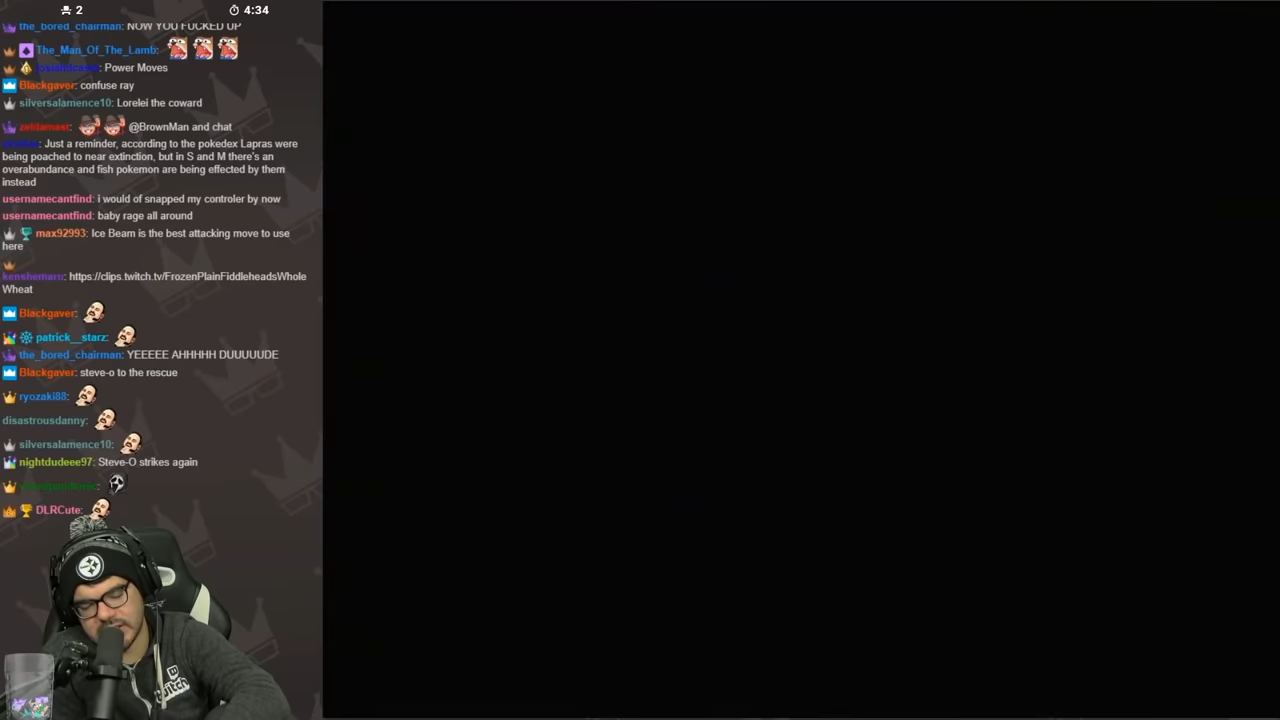 2
4:34
the_bored_chairman: NOW YOU FUCKED UP
The_Man_Of_The_Lamb:
: Power Moves
Blackgaver: confuse ray
silversalamence10: Lorelei the coward
zeldamast: @BrownMan and chat
: Just a reminder, according to the pokedex Lapras were
being poached to near extinction, but in S and M there's an
overabundance and fish pokemon are being effected by them
instead
usernamecantfind: i would of snapped my controler by now
usernamecantfind: baby rage all around
max92993: Ice Beam is the best attacking move to use
here
kenshemaru: https://clips.twitch.tv/FrozenPlainFiddleheadsWhole
Wheat
Blackgaver:
patrick__starz:
the_bored_chairman: YEEEEE AHHHHH DUUUUUDE
Blackgaver: steve-o to the rescue
ryozaki88:
disastrousdanny:
silversalamence10:
nightdudeee97: Steve-O strikes again
DLRCute:
twitch